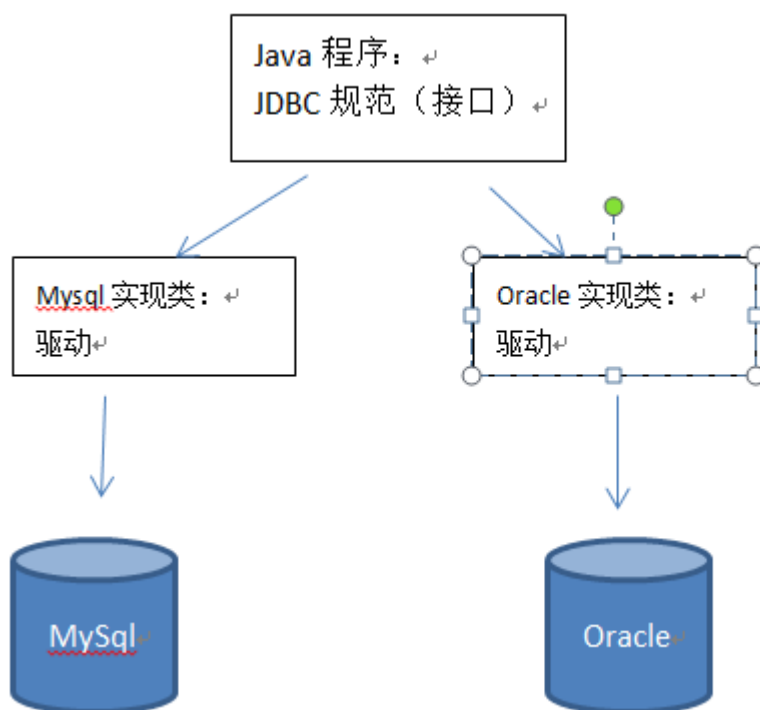 Java 程序：
JDBC 规范（接口）
Mysql 实现类：
驱动
Oracle 实现类：
驱动
MySql
Oracle